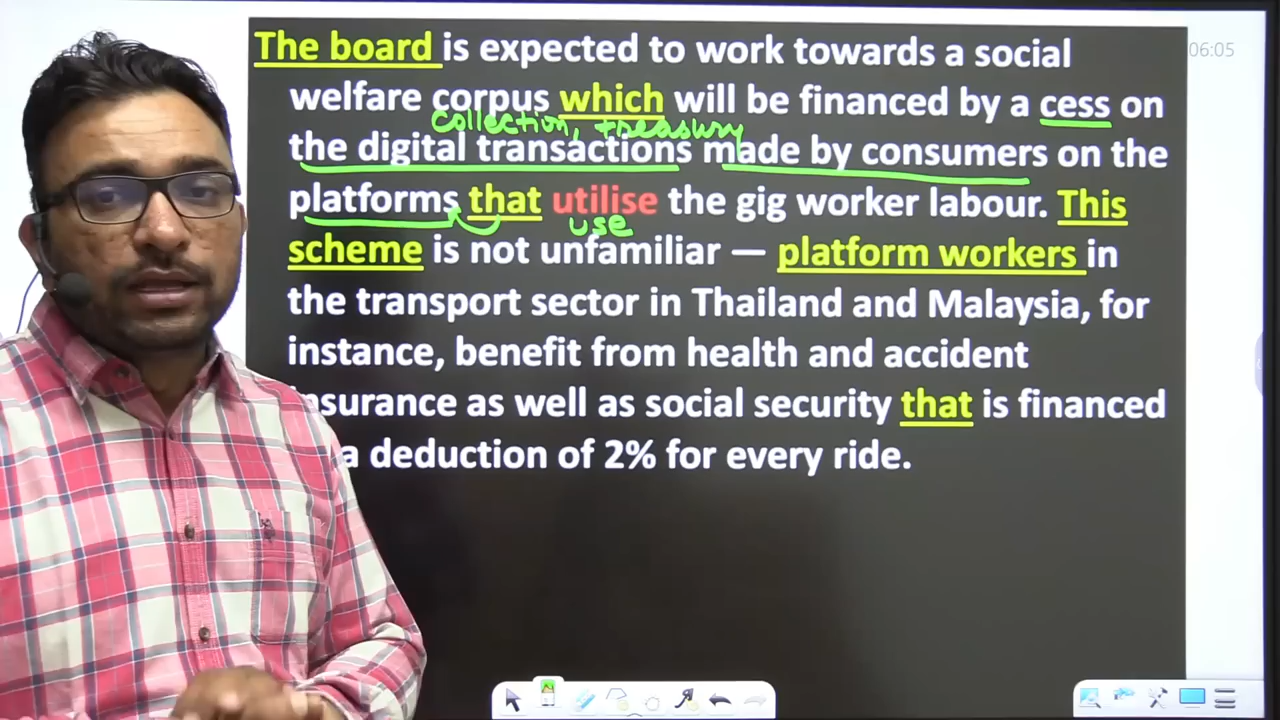 The board is expected to work towards a social
06:05
welfare corpus which will be financed by a cess on
collection, treasury
the digital transactions made by consumers on the
platforms that utilise the gig worker labour. This
use
scheme is not unfamiliar — platform workers in
the transport sector in Thailand and Malaysia, for
instance, benefit from health and accident
insurance as well as social security that is financed
a deduction of 2% for every ride.